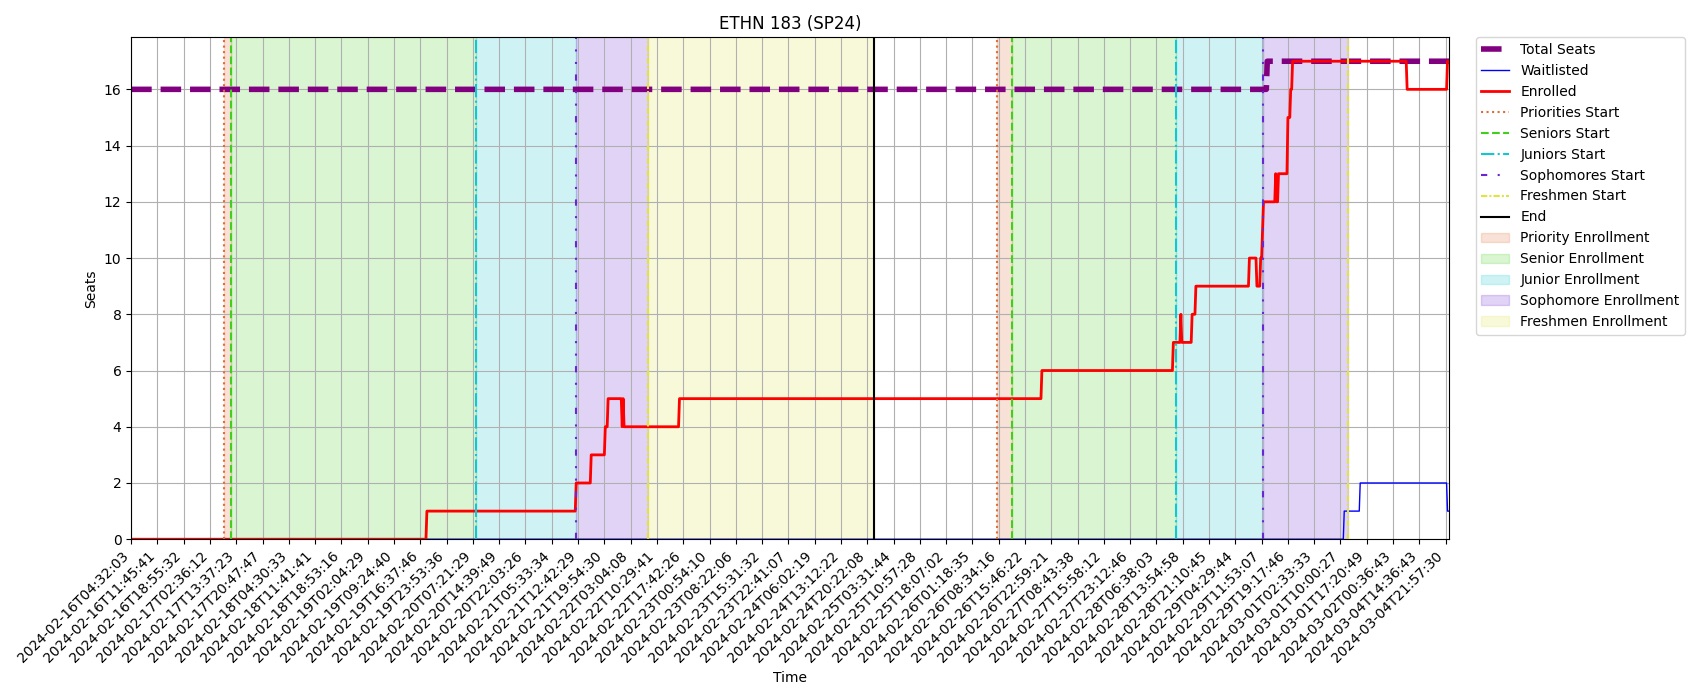 ETHN 183 (SP24)
Seats
16
14
12
10
8
6
4
2
0
2024-02-16T04:32:03
2024-02-16T11:45:41
2024-02-16T18:55:32
2024-02-17T02:36:12
2024-02-17T13:37:23
2024-02-17T20:47:47
2024-02-18T04:30:33
2024-02-18T11:41:41
2024-02-18T18:53:16
2024-02-19T02:04:29
2024-02-19T09:24:40
2024-02-19T16:37:46
2024-02-19T23:53:36
2024-02-20T07:21:29
2024-02-20T14:39:49
2024-02-20T22:03:26
2024-02-21T05:33:34
2024-02-21T12:42:29
2024-02-21T19:54:30
2024-02-22T03:04:08
2024-02-22T10:29:41
2024-02-22T17:42:26
2024-02-23T00:54:10
2024-02-23T08:22:06
2024-02-23T15:31:32
2024-02-23T22:41:07
2024-02-24T06:02:19
2024-02-24T13:12:22
2024-02-24T20:22:08
2024-02-25T03:31:44
2024-02-25T10:57:28
2024-02-25T18:07:02
2024-02-26T01:18:35
2024-02-26T08:34:16
2024-02-26T15:46:22
2024-02-26T22:59:21
2024-02-27T08:43:38
2024-02-27T15:58:12
2024-02-27T23:12:46
2024-02-28T06:38:03
2024-02-28T13:54:58
2024-02-28T21:10:45
2024-02-29T04:29:44
2024-02-29T11:53:07
2024-02-29T19:17:46
2024-03-01T02:33:33
2024-03-01T10:00:27
2024-03-01T17:20:49
2024-03-02T00:36:43
2024-03-04T14:36:43
2024-03-04T21:57:30
Time
Total Seats
Waitlisted
Enrolled
Priorities Start
Seniors Start
Juniors Start
Sophomores Start
Freshmen Start
End
Priority Enrollment
Senior Enrollment
Junior Enrollment
Sophomore Enrollment
Freshmen Enrollment